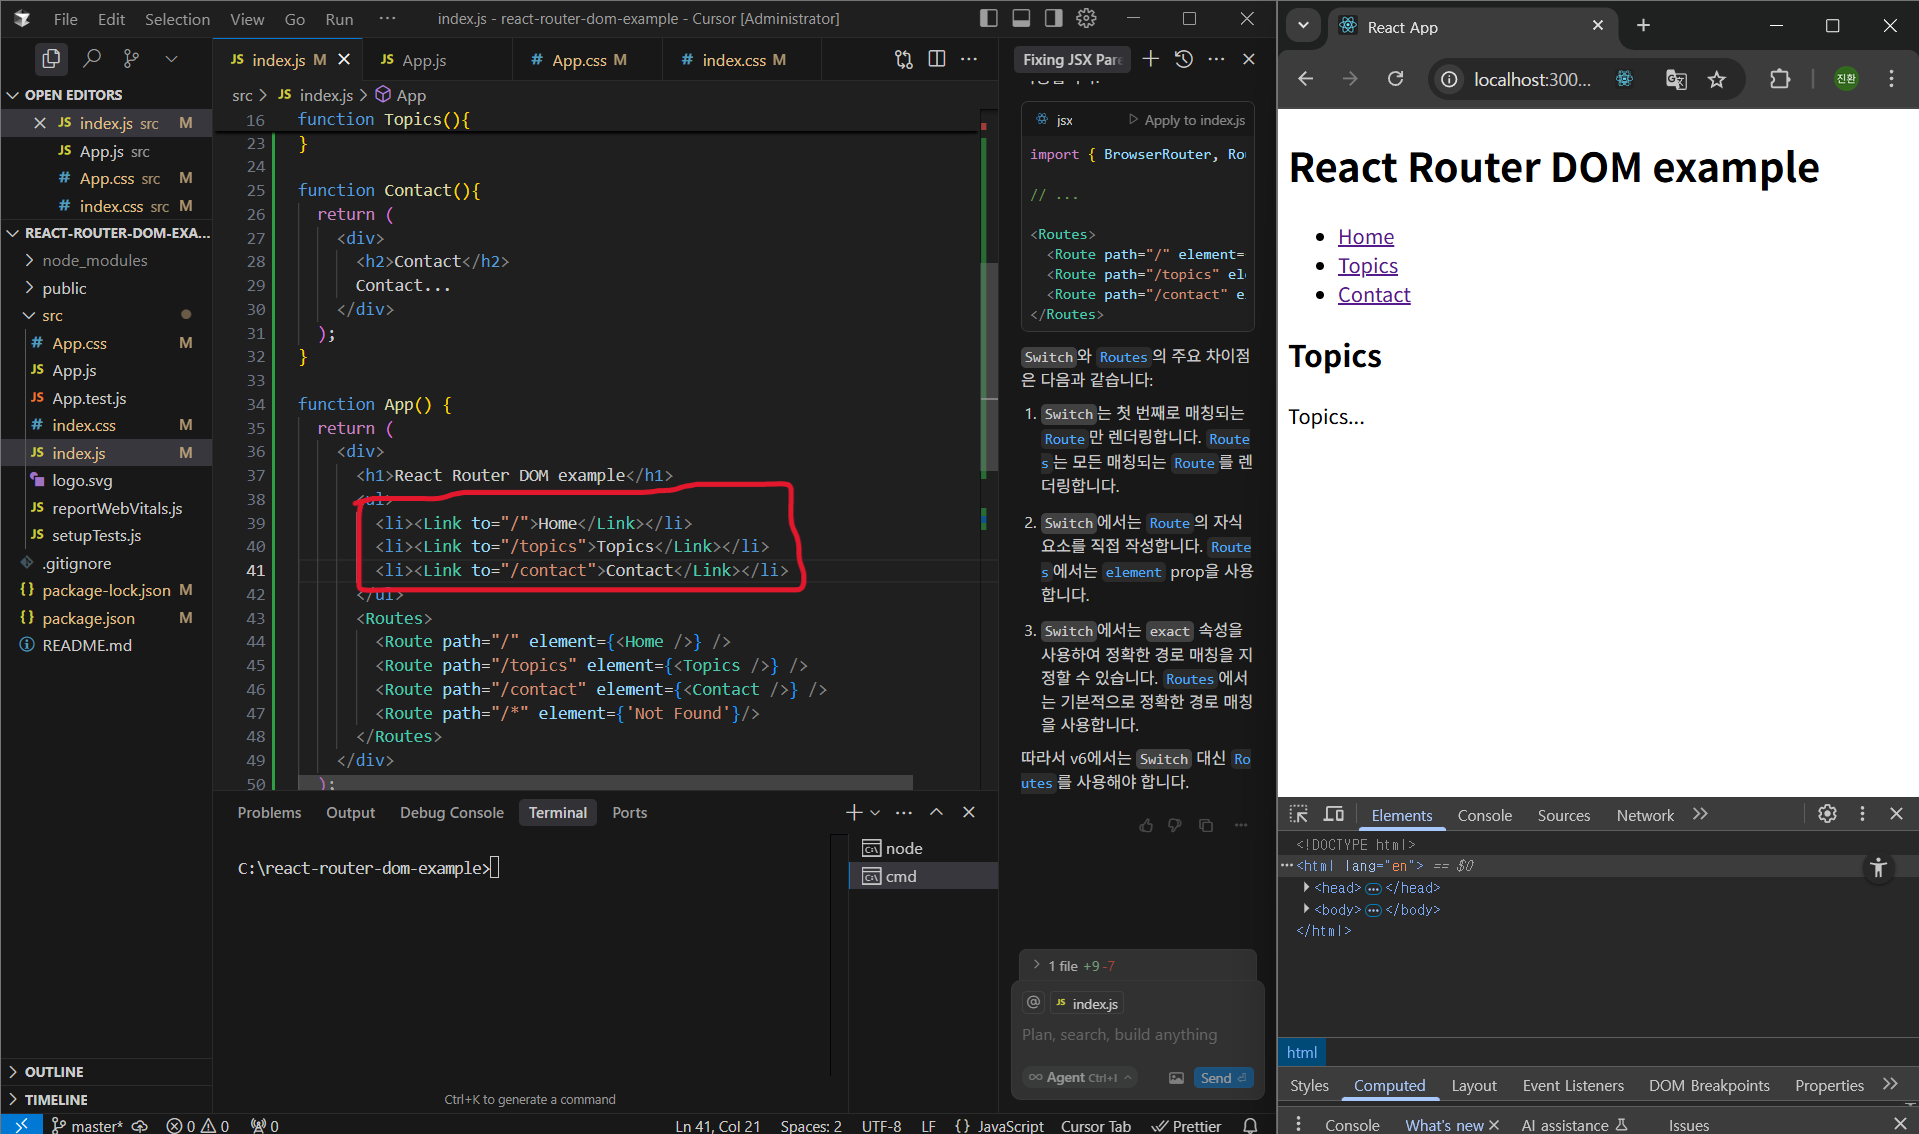 File Edit Selection View Go Run ··· index.js - react-router-dom-example - Cursor [Administrator]
OPEN EDITORS
index.js src M
App.js src
App.css src M
index.css src M
REACT-ROUTER-DOM-EXA...
node_modules
public
src
App.css M
App.js
App.test.js
index.css M
index.js M
logo.svg
reportWebVitals.js
setupTests.js
.gitignore
package-lock.json M
package.json M
README.md
OUTLINE
TIMELINE
JS index.js M
JS App.js
# App.css M
# index.css M
src > JS index.js > App
16 function Topics(){
23 }
24
25 function Contact(){
26 return (
27 <div>
28 <h2>Contact</h2>
29 Contact...
30 </div>
31 );
32 }
33
34 function App() {
35 return (
36 <div>
37 <h1>React Router DOM example</h1>
38 <ul>
39 <li><Link to="/">Home</Link></li>
40 <li><Link to="/topics">Topics</Link></li>
41 <li><Link to="/contact">Contact</Link></li>
42 </ul>
43 <Routes>
44 <Route path="/" element={<Home />} />
45 <Route path="/topics" element={<Topics />} />
46 <Route path="/contact" element={<Contact />} />
47 <Route path="/*" element={'Not Found'}/>
48 </Routes>
49 </div>
50 );
Problems Output Debug Console Terminal Ports
C:\react-router-dom-example>
node
cmd
Ctrl+K to generate a command
master* 0 0 0 Ln 41, Col 21 Spaces: 2 UTF-8 LF {} JavaScript Cursor Tab Prettier
Fixing JSX Pare
jsx Apply to index.js
import { BrowserRouter, Rou
// ...
<Routes>
<Route path="/" element=
<Route path="/topics" el
<Route path="/contact" e
</Routes>
Switch와 Routes의 주요 차이점
은 다음과 같습니다:
1. Switch는 첫 번째로 매칭되는
Route만 렌더링합니다. Route
s는 모든 매칭되는 Route를 렌
더링합니다.
2. Switch에서는 Route의 자식
요소를 직접 작성합니다. Route
s에서는 element prop을 사용
합니다.
3. Switch에서는 exact 속성을
사용하여 정확한 경로 매칭을 지
정할 수 있습니다. Routes에서
는 기본적으로 정확한 경로 매칭
을 사용합니다.
따라서 v6에서는 Switch 대신 Ro
utes를 사용해야 합니다.
1 file +9 -7
@ JS index.js
Plan, search, build anything
∞ Agent Ctrl+I
Send
React App
localhost:300...
진환
React Router DOM example
Home
Topics
Contact
Topics
Topics...
Elements Console Sources Network
<!DOCTYPE html>
<html lang="en"> == $0
<head> ··· </head>
<body> ··· </body>
</html>
html
Styles Computed Layout Event Listeners DOM Breakpoints Properties
Console What's new AI assistance Issues